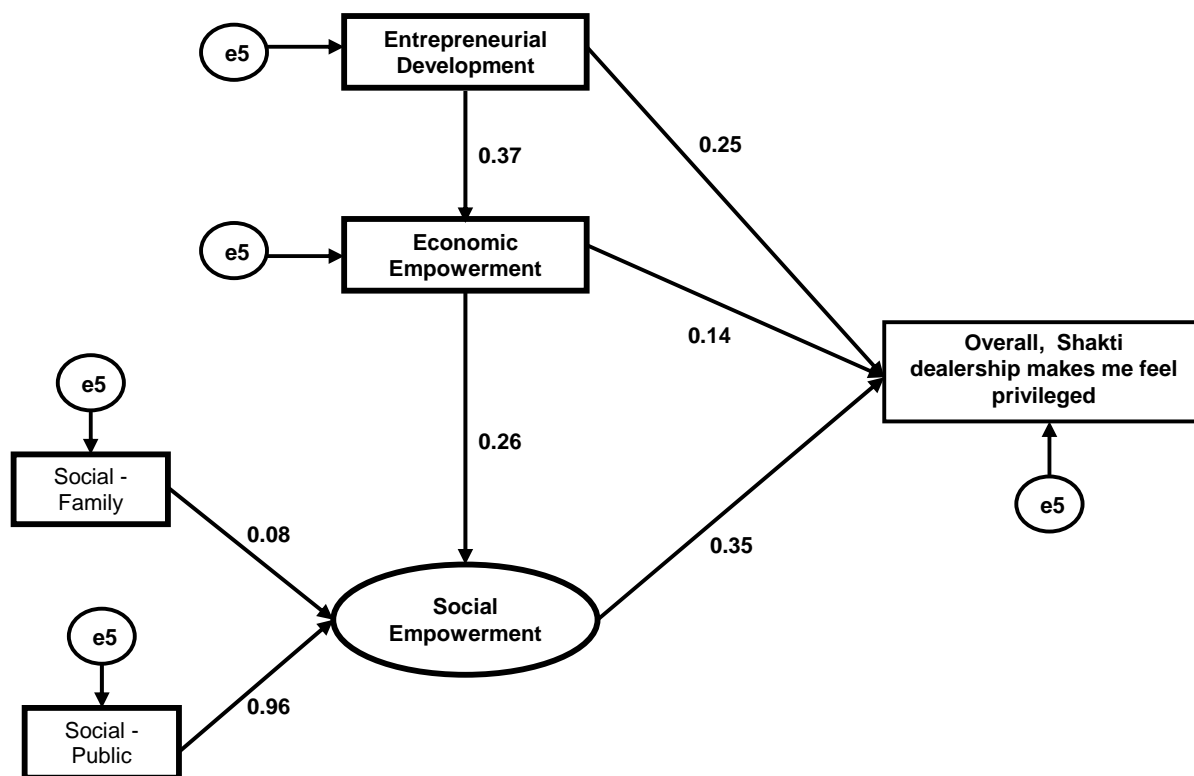 e5
Entrepreneurial
Development
0.37
0.25
e5
Economic
Empowerment
0.14
Overall,  Shakti
dealership makes me feel
privileged
e5
e5
Social -
Family
0.26
0.08
0.35
Social
Empowerment
e5
Social -
Public
0.96